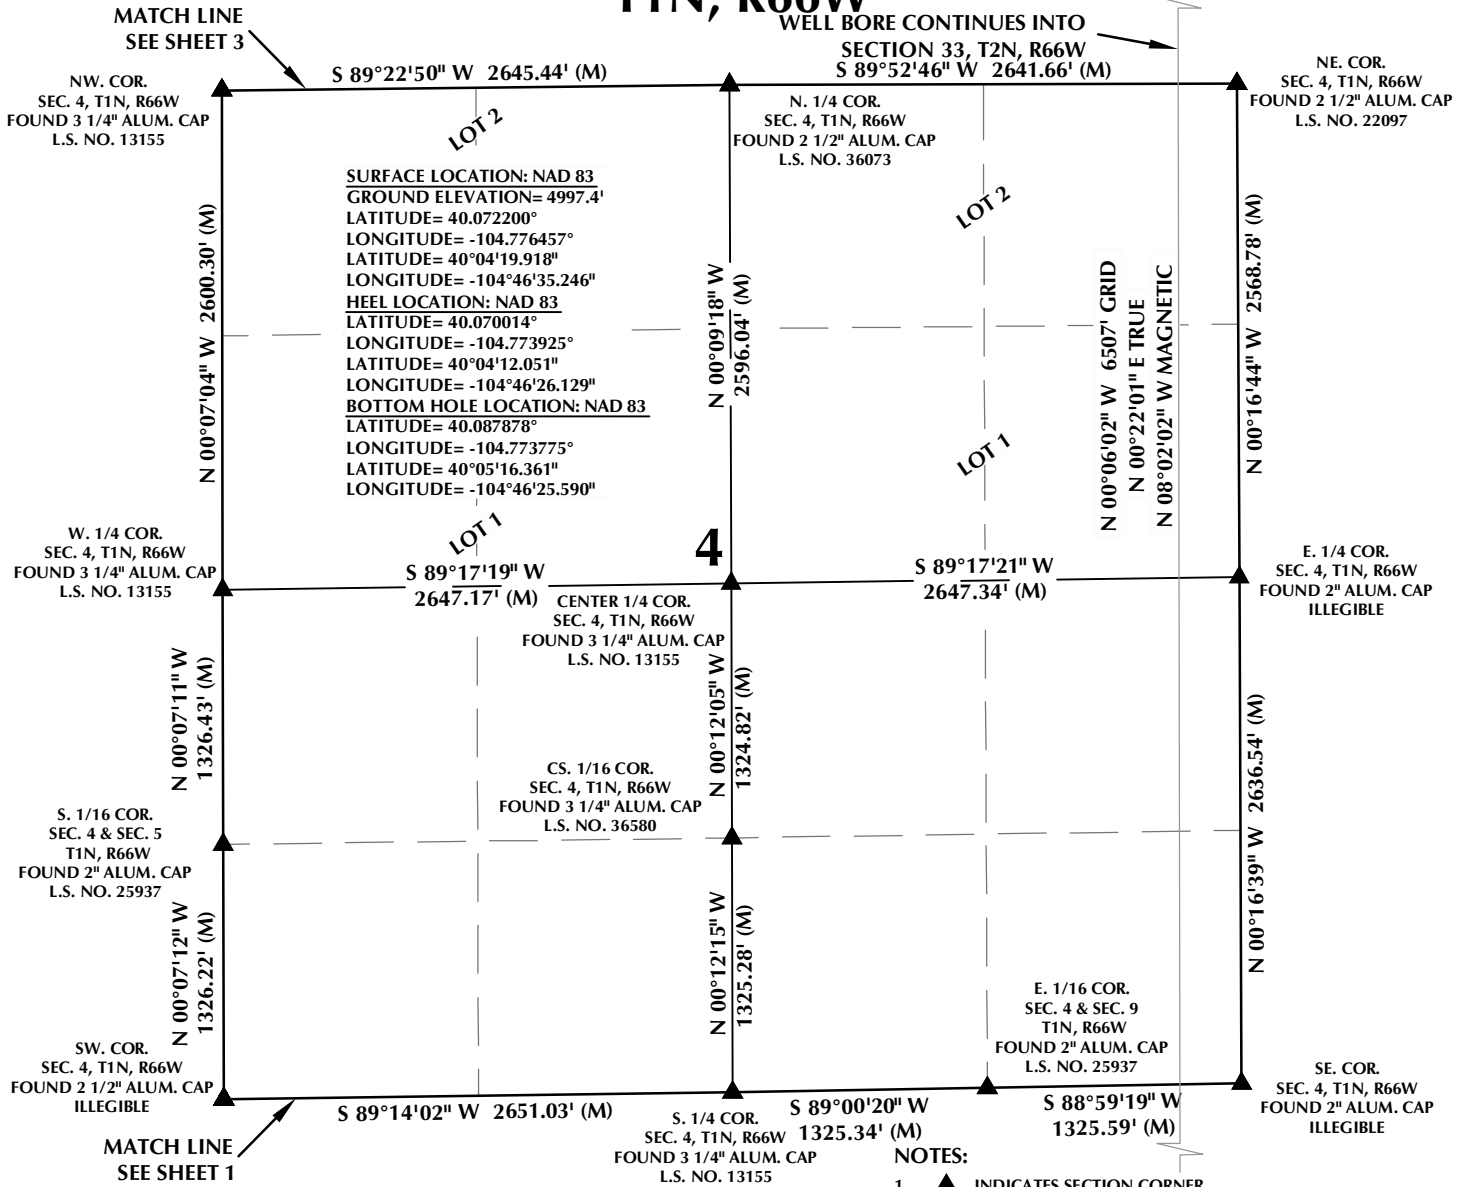 T1N, R66W
MATCH LINE
SEE SHEET 3
WELL BORE CONTINUES INTO
SECTION 33, T2N, R66W
S 89°22'50" W 2645.44' (M)
S 89°52'46" W 2641.66' (M)
NW. COR.
SEC. 4, T1N, R66W
FOUND 3 1/4" ALUM. CAP
L.S. NO. 13155
N. 1/4 COR.
SEC. 4, T1N, R66W
FOUND 2 1/2" ALUM. CAP
L.S. NO. 36073
NE. COR.
SEC. 4, T1N, R66W
FOUND 2 1/2" ALUM. CAP
L.S. NO. 22097
LOT 2
LOT 2
SURFACE LOCATION: NAD 83
GROUND ELEVATION= 4997.4'
LATITUDE= 40.072200°
LONGITUDE= -104.776457°
LATITUDE= 40°04'19.918"
LONGITUDE= -104°46'35.246"
HEEL LOCATION: NAD 83
LATITUDE= 40.070014°
LONGITUDE= -104.773925°
LATITUDE= 40°04'12.051"
LONGITUDE= -104°46'26.129"
BOTTOM HOLE LOCATION: NAD 83
LATITUDE= 40.087878°
LONGITUDE= -104.773775°
LATITUDE= 40°05'16.361"
LONGITUDE= -104°46'25.590"
N 00°07'04" W 2600.30' (M)
N 00°09'18" W
2596.04' (M)
N 00°06'02" W 6507' GRID
N 00°22'01" E TRUE
N 08°02'02" W MAGNETIC
N 00°16'44" W 2568.78' (M)
LOT 1
LOT 1
4
W. 1/4 COR.
SEC. 4, T1N, R66W
FOUND 3 1/4" ALUM. CAP
L.S. NO. 13155
S 89°17'19" W
2647.17' (M)
CENTER 1/4 COR.
SEC. 4, T1N, R66W
FOUND 3 1/4" ALUM. CAP
L.S. NO. 13155
S 89°17'21" W
2647.34' (M)
E. 1/4 COR.
SEC. 4, T1N, R66W
FOUND 2" ALUM. CAP
ILLEGIBLE
N 00°07'11" W
1326.43' (M)
N 00°12'05" W
1324.82' (M)
N 00°16'39" W 2636.54' (M)
CS. 1/16 COR.
SEC. 4, T1N, R66W
FOUND 3 1/4" ALUM. CAP
L.S. NO. 36580
S. 1/16 COR.
SEC. 4 & SEC. 5
T1N, R66W
FOUND 2" ALUM. CAP
L.S. NO. 25937
N 00°07'12" W
1326.22' (M)
N 00°12'15" W
1325.28' (M)
E. 1/16 COR.
SEC. 4 & SEC. 9
T1N, R66W
FOUND 2" ALUM. CAP
L.S. NO. 25937
SW. COR.
SEC. 4, T1N, R66W
FOUND 2 1/2" ALUM. CAP
ILLEGIBLE
SE. COR.
SEC. 4, T1N, R66W
FOUND 2" ALUM. CAP
ILLEGIBLE
S 89°14'02" W 2651.03' (M)
S. 1/4 COR.
SEC. 4, T1N, R66W
FOUND 3 1/4" ALUM. CAP
L.S. NO. 13155
S 89°00'20" W
1325.34' (M)
S 88°59'19" W
1325.59' (M)
MATCH LINE
SEE SHEET 1
NOTES:
1. INDICATES SECTION CORNER